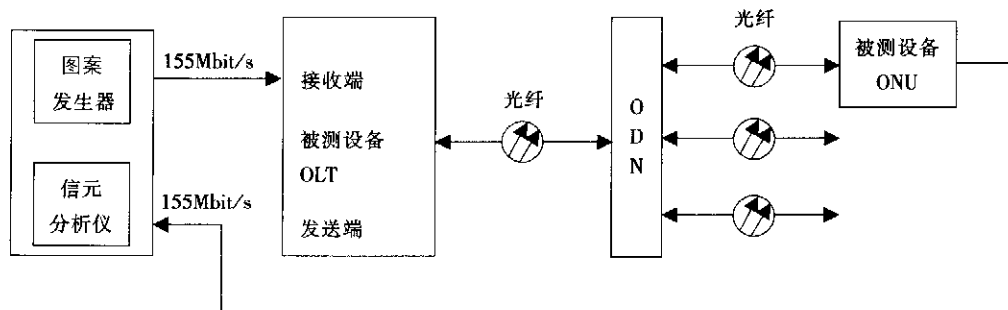 图案
发生器
155Mbit/s
信元
分析仪
155Mbit/s
接收端
被测设备
OLT
发送端
光纤
O
D
N
光纤
被测设备
ONU